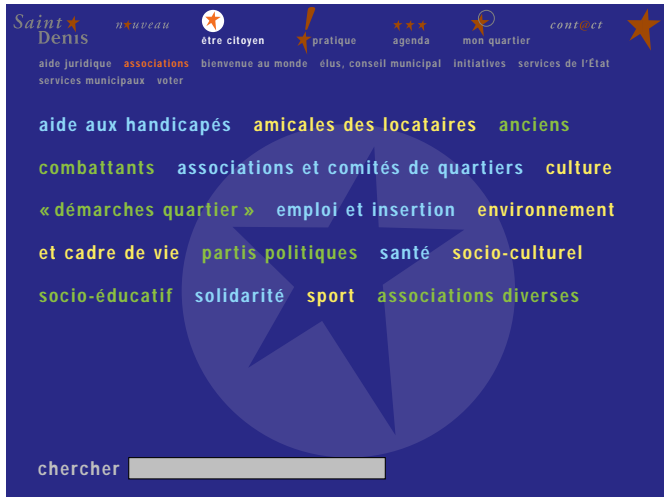 Saint
Denis
n★uveau
être citoyen
pratique
agenda
mon quartier
cont@ct
aide juridique associations bienvenue au monde élus, conseil municipal initiatives services de l'État
services municipaux voter
aide aux handicapés amicales des locataires anciens
combattants associations et comités de quartiers culture
« démarches quartier » emploi et insertion environnement
et cadre de vie partis politiques santé socio-culturel
socio-éducatif solidarité sport associations diverses
chercher